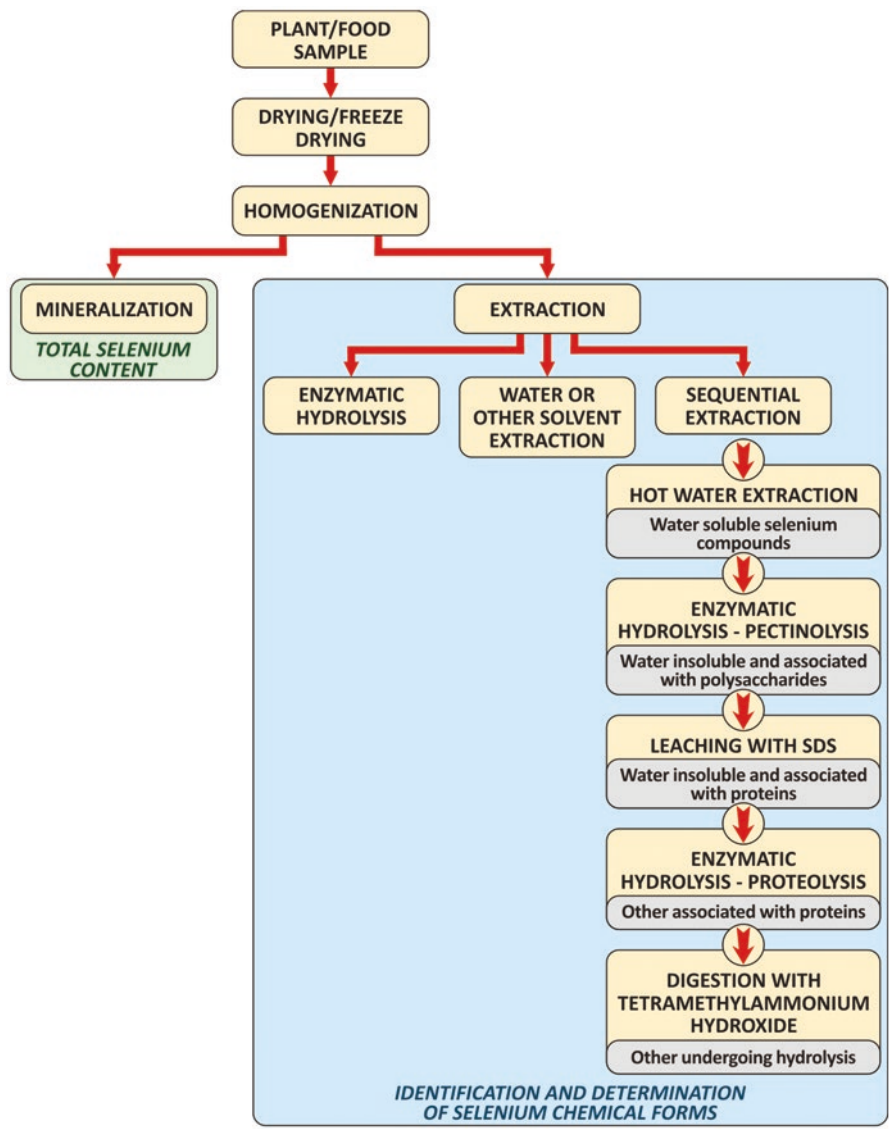 PLANT/FOOD
SAMPLE
DRYING/FREEZE
DRYING
HOMOGENIZATION
MINERALIZATION
TOTAL SELENIUM
CONTENT
EXTRACTION
ENZYMATIC
HYDROLYSIS
WATER OR
OTHER SOLVENT
EXTRACTION
SEQUENTIAL
EXTRACTION
HOT WATER EXTRACTION
Water soluble selenium
compounds
ENZYMATIC
HYDROLYSIS - PECTINOLYSIS
Water insoluble and associated
with polysaccharides
LEACHING WITH SDS
Water insoluble and associated
with proteins
ENZYMATIC
HYDROLYSIS - PROTEOLYSIS
Other associated with proteins
DIGESTION WITH
TETRAMETHYLAMMONIUM
HYDROXIDE
Other undergoing hydrolysis
IDENTIFICATION AND DETERMINATION
OF SELENIUM CHEMICAL FORMS